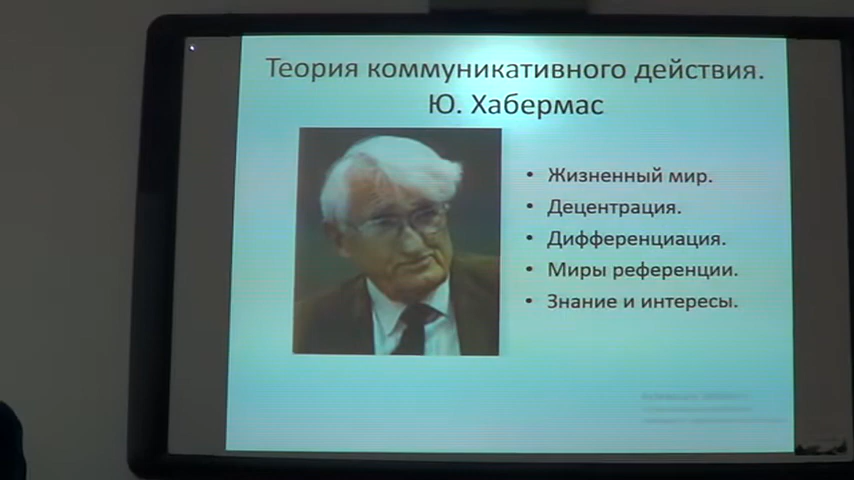 Теория коммуникативного действия.
Ю. Хабермас
• Жизненный мир.
• Децентрация.
• Дифференциация.
• Миры референции.
• Знание и интересы.